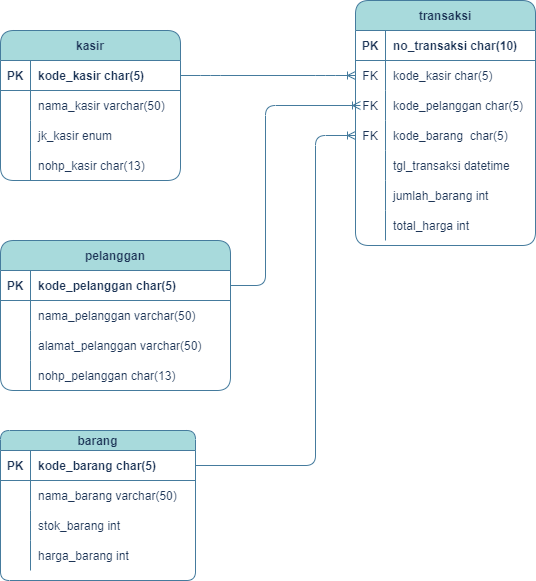 kasir
PK kode_kasir char(5)
nama_kasir varchar(50)
jk_kasir enum
nohp_kasir char(13)
transaksi
PK no_transaksi char(10)
FK kode_kasir char(5)
FK kode_pelanggan char(5)
FK kode_barang  char(5)
tgl_transaksi datetime
jumlah_barang int
total_harga int
pelanggan
PK kode_pelanggan char(5)
nama_pelanggan varchar(50)
alamat_pelanggan varchar(50)
nohp_pelanggan char(13)
barang
PK kode_barang char(5)
nama_barang varchar(50)
stok_barang int
harga_barang int